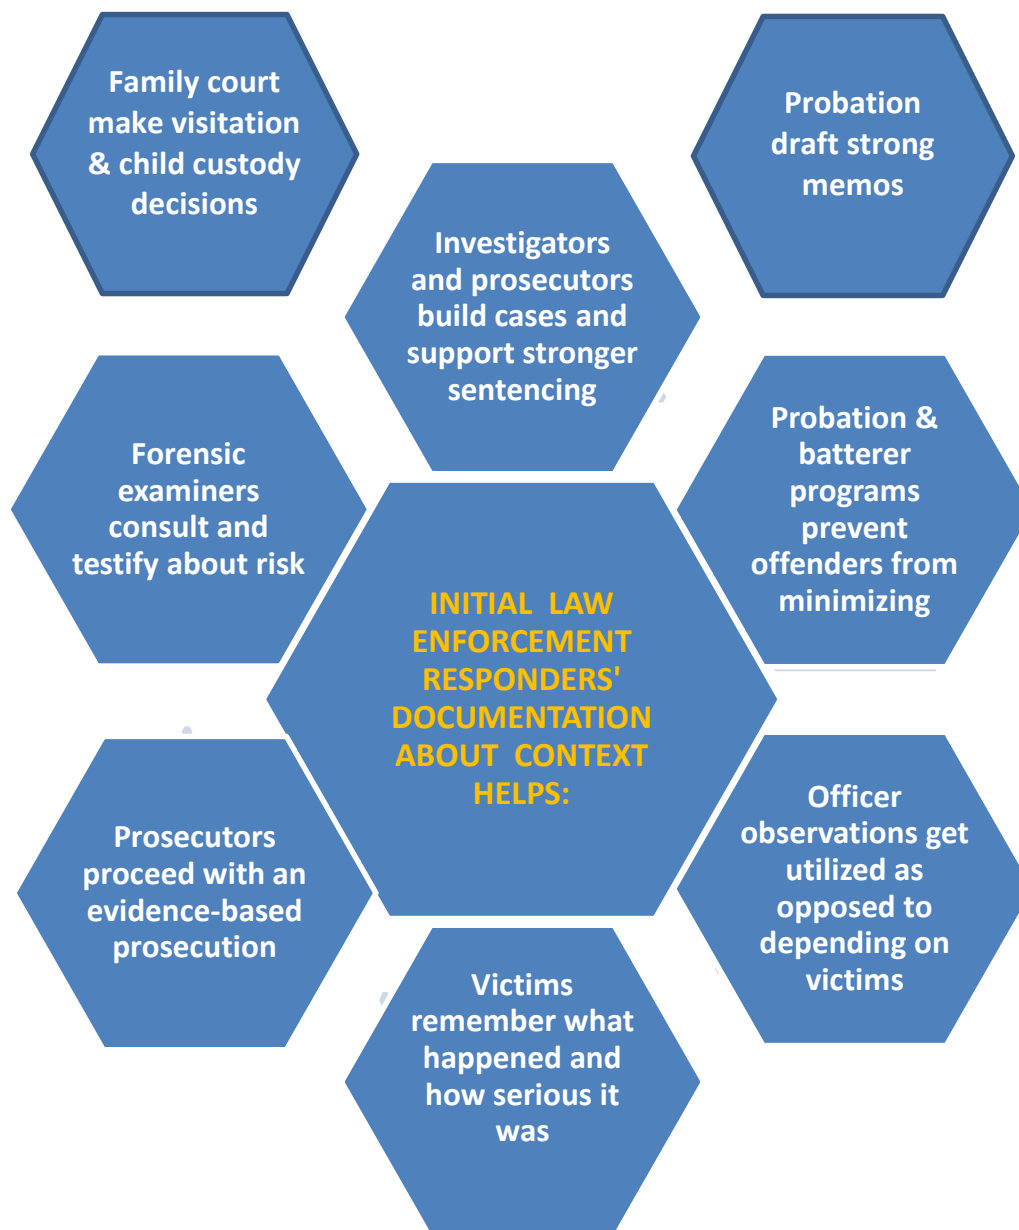 Family court
make visitation
& child custody
decisions
Probation
draft strong
memos
Investigators
and prosecutors
build cases and
support stronger
sentencing
Forensic
examiners
consult and
testify about risk
Probation &
batterer
programs
prevent
offenders from
minimizing
INITIAL LAW
ENFORCEMENT
RESPONDERS'
DOCUMENTATION
ABOUT CONTEXT
HELPS:
Prosecutors
proceed with an
evidence-based
prosecution
Officer
observations get
utilized as
opposed to
depending on
victims
Victims
remember what
happened and
how serious it
was